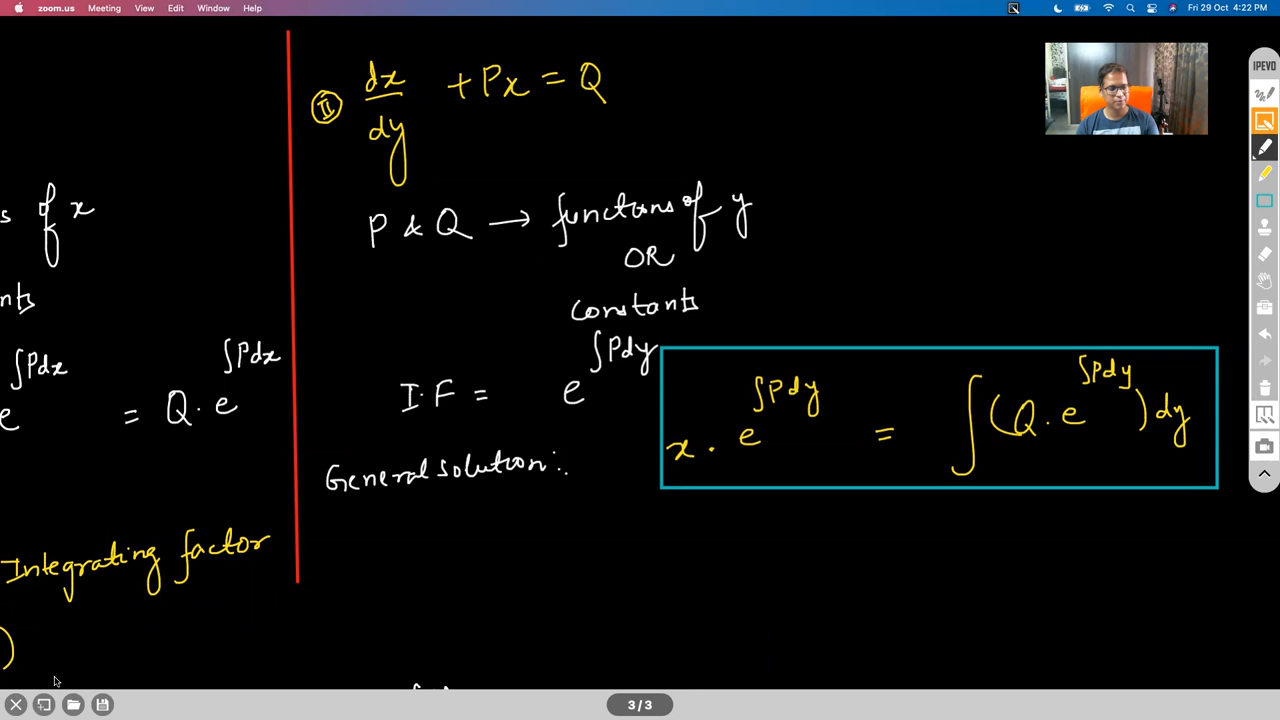 zoom.us Meeting View Edit Window Help Fri 29 Oct 4:22 PM
IPEVO
of x
∫Pdx ∫Pdx
e = Q · e
Integrating factor
)
II dx/dy + Px = Q
P & Q → functions of y
OR
constants
I·F = e^∫Pdy
General solution:.
x · e^∫Pdy = ∫(Q · e^∫Pdy) dy
3/3